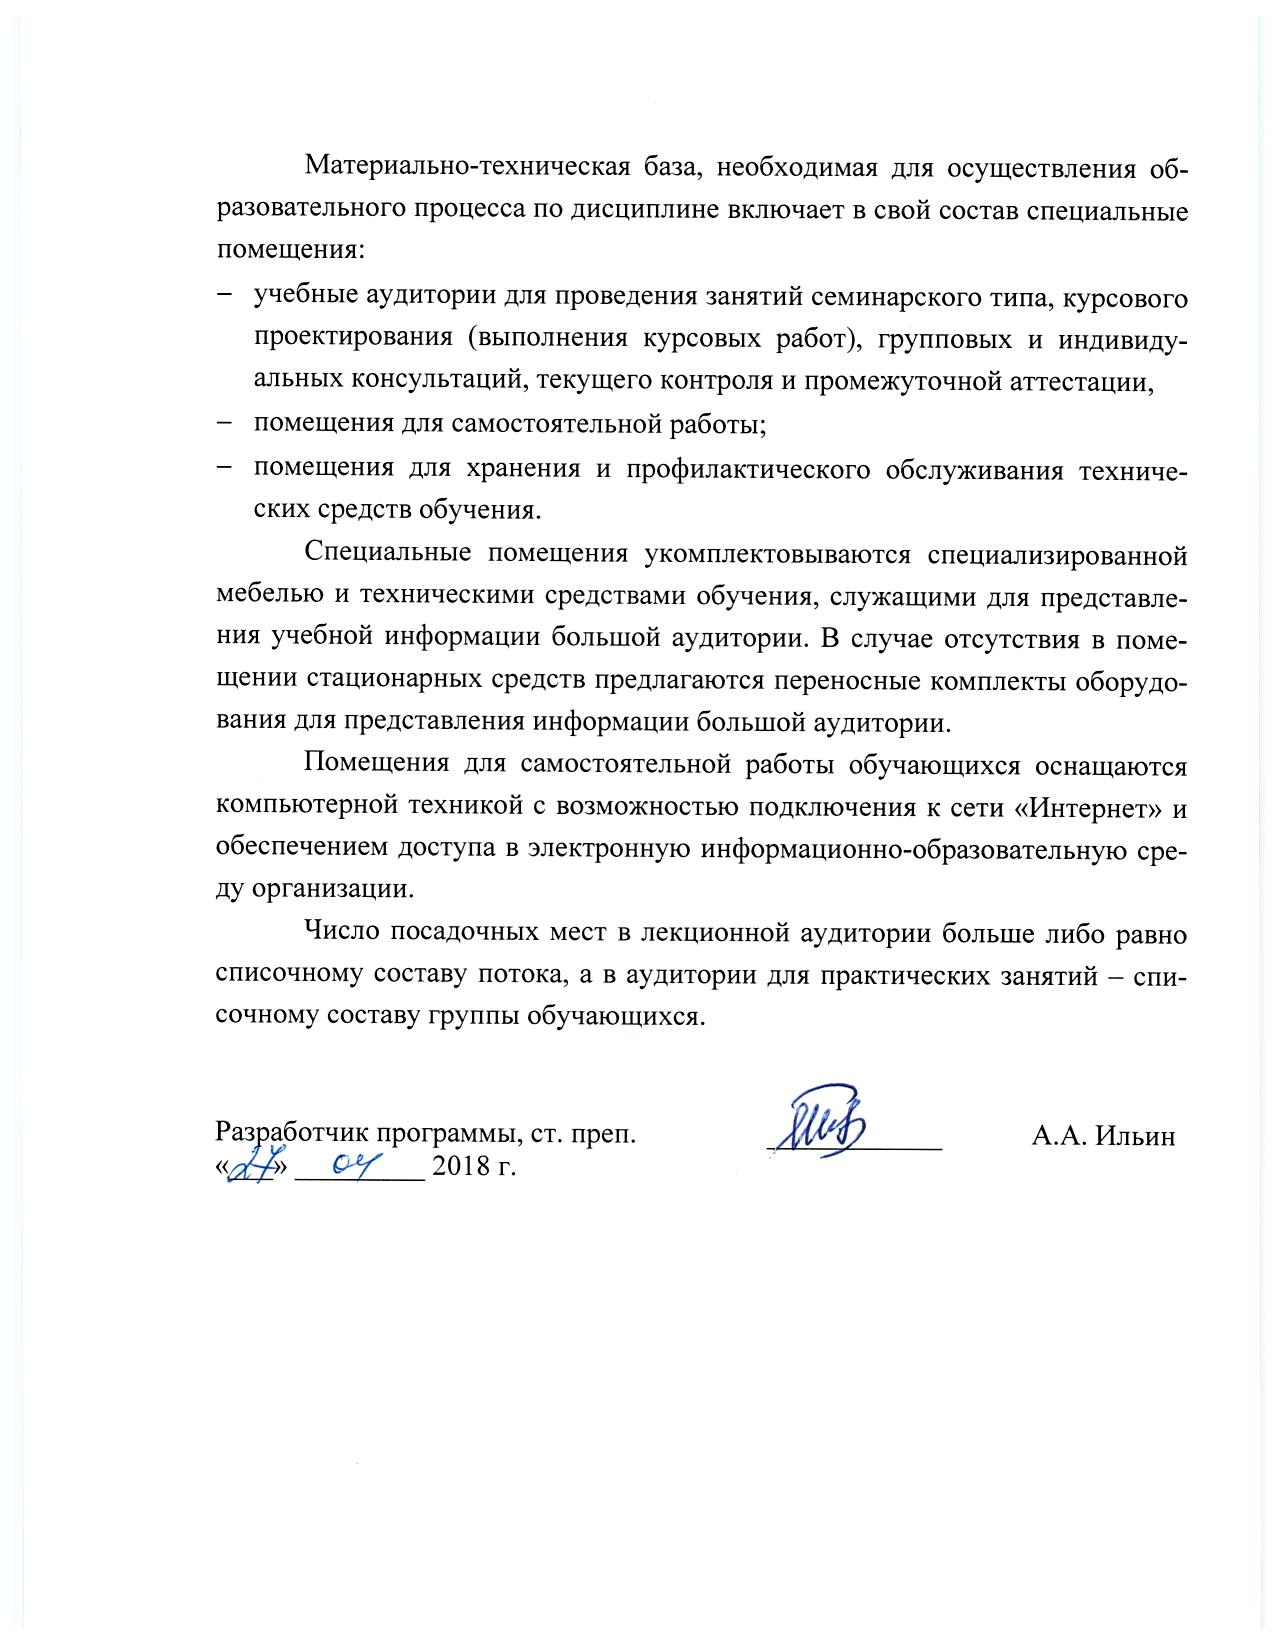 Материально-техническая база, необходимая для осуществления об-
разовательного процесса по дисциплине включает в свой состав специальные
помещения:
– учебные аудитории для проведения занятий семинарского типа, курсового
проектирования (выполнения курсовых работ), групповых и индивиду-
альных консультаций, текущего контроля и промежуточной аттестации,
– помещения для самостоятельной работы;
– помещения для хранения и профилактического обслуживания техниче-
ских средств обучения.
Специальные помещения укомплектовываются специализированной
мебелью и техническими средствами обучения, служащими для представле-
ния учебной информации большой аудитории. В случае отсутствия в поме-
щении стационарных средств предлагаются переносные комплекты оборудо-
вания для представления информации большой аудитории.
Помещения для самостоятельной работы обучающихся оснащаются
компьютерной техникой с возможностью подключения к сети «Интернет» и
обеспечением доступа в электронную информационно-образовательную сре-
ду организации.
Число посадочных мест в лекционной аудитории больше либо равно
списочному составу потока, а в аудитории для практических занятий – спи-
сочному составу группы обучающихся.
Разработчик программы, ст. преп. А.А. Ильин
«27» 04 2018 г.